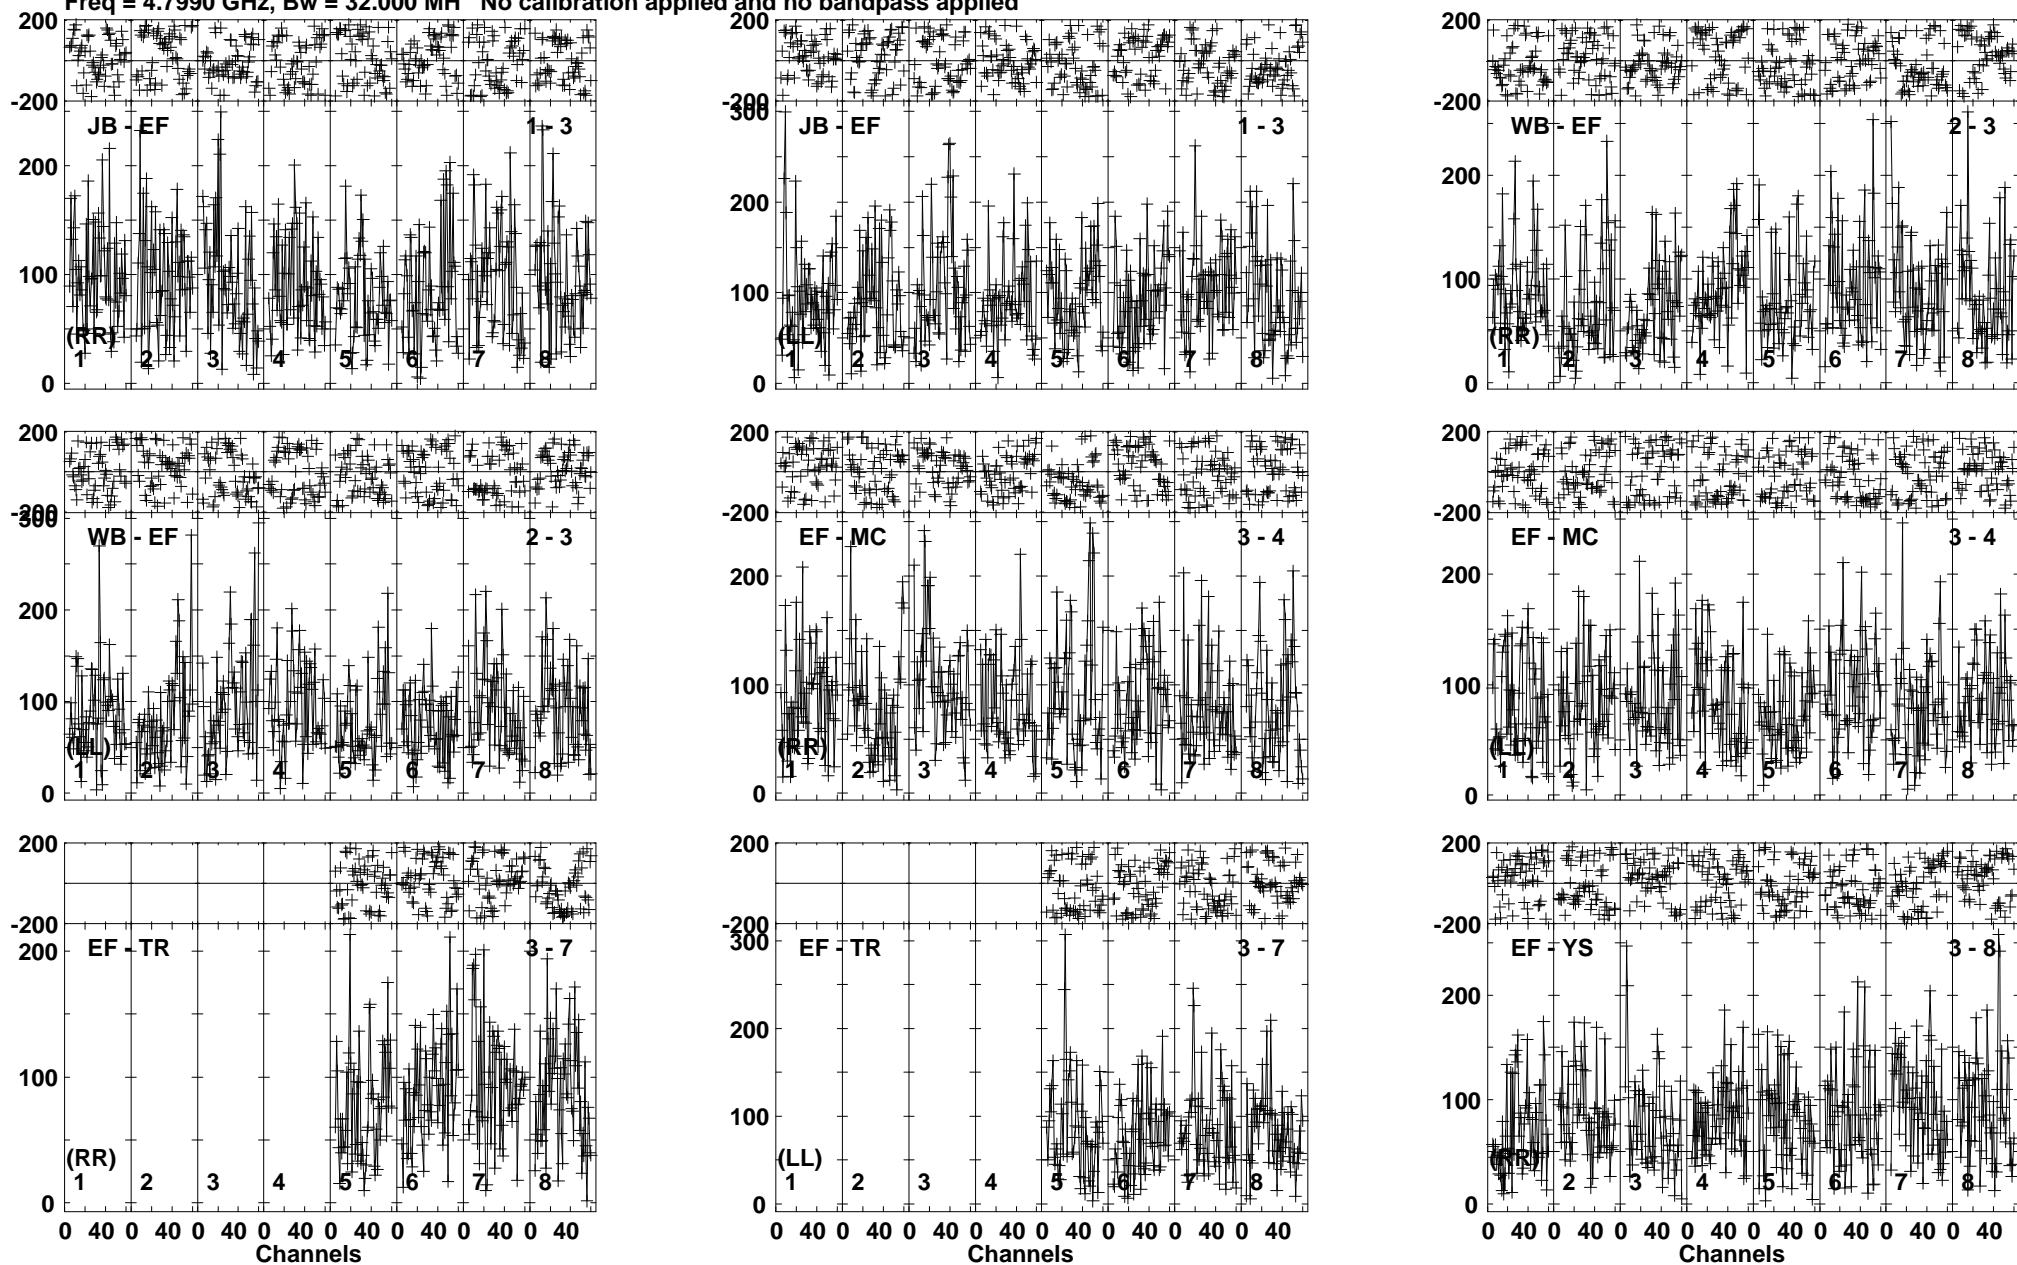 Freq = 4.7990 GHz, Bw = 32.000 MH No calibration applied and no bandpass applied
200 200 200
-200 -200 -200
300
JB - EF 1 - 3 JB - EF 1 - 3 WB - EF 2 - 3
200 200 200
100 100 100
(RR) (LL) (RR)
1 2 3 4 5 6 7 8 1 2 3 4 5 6 7 8 1 2 3 4 5 6 7 8
0 0 0
200 200 200
-200 -200 -200
300
WB - EF 2 - 3 EF - MC 3 - 4 EF - MC 3 - 4
200 200 200
100 100 100
(LL) (RR) (LL)
1 2 3 4 5 6 7 8 1 2 3 4 5 6 7 8 1 2 3 4 5 6 7 8
0 0 0
200 200 200
-200 -200 -200
300
EF - TR 3 - 7 EF - TR 3 - 7 EF - YS 3 - 8
200 200 200
100 100 100
(RR) (LL) (RR)
1 2 3 4 5 6 7 8 1 2 3 4 5 6 7 8 1 2 3 4 5 6 7 8
0 0 0
0 40 0 40 0 40 0 40 0 40 0 40 0 40 0 40 0 40 0 40 0 40 0 40 0 40 0 40 0 40 0 40 0 40 0 40 0 40 0 40 0 40 0 40 0 40 0 40
Channels Channels Channels